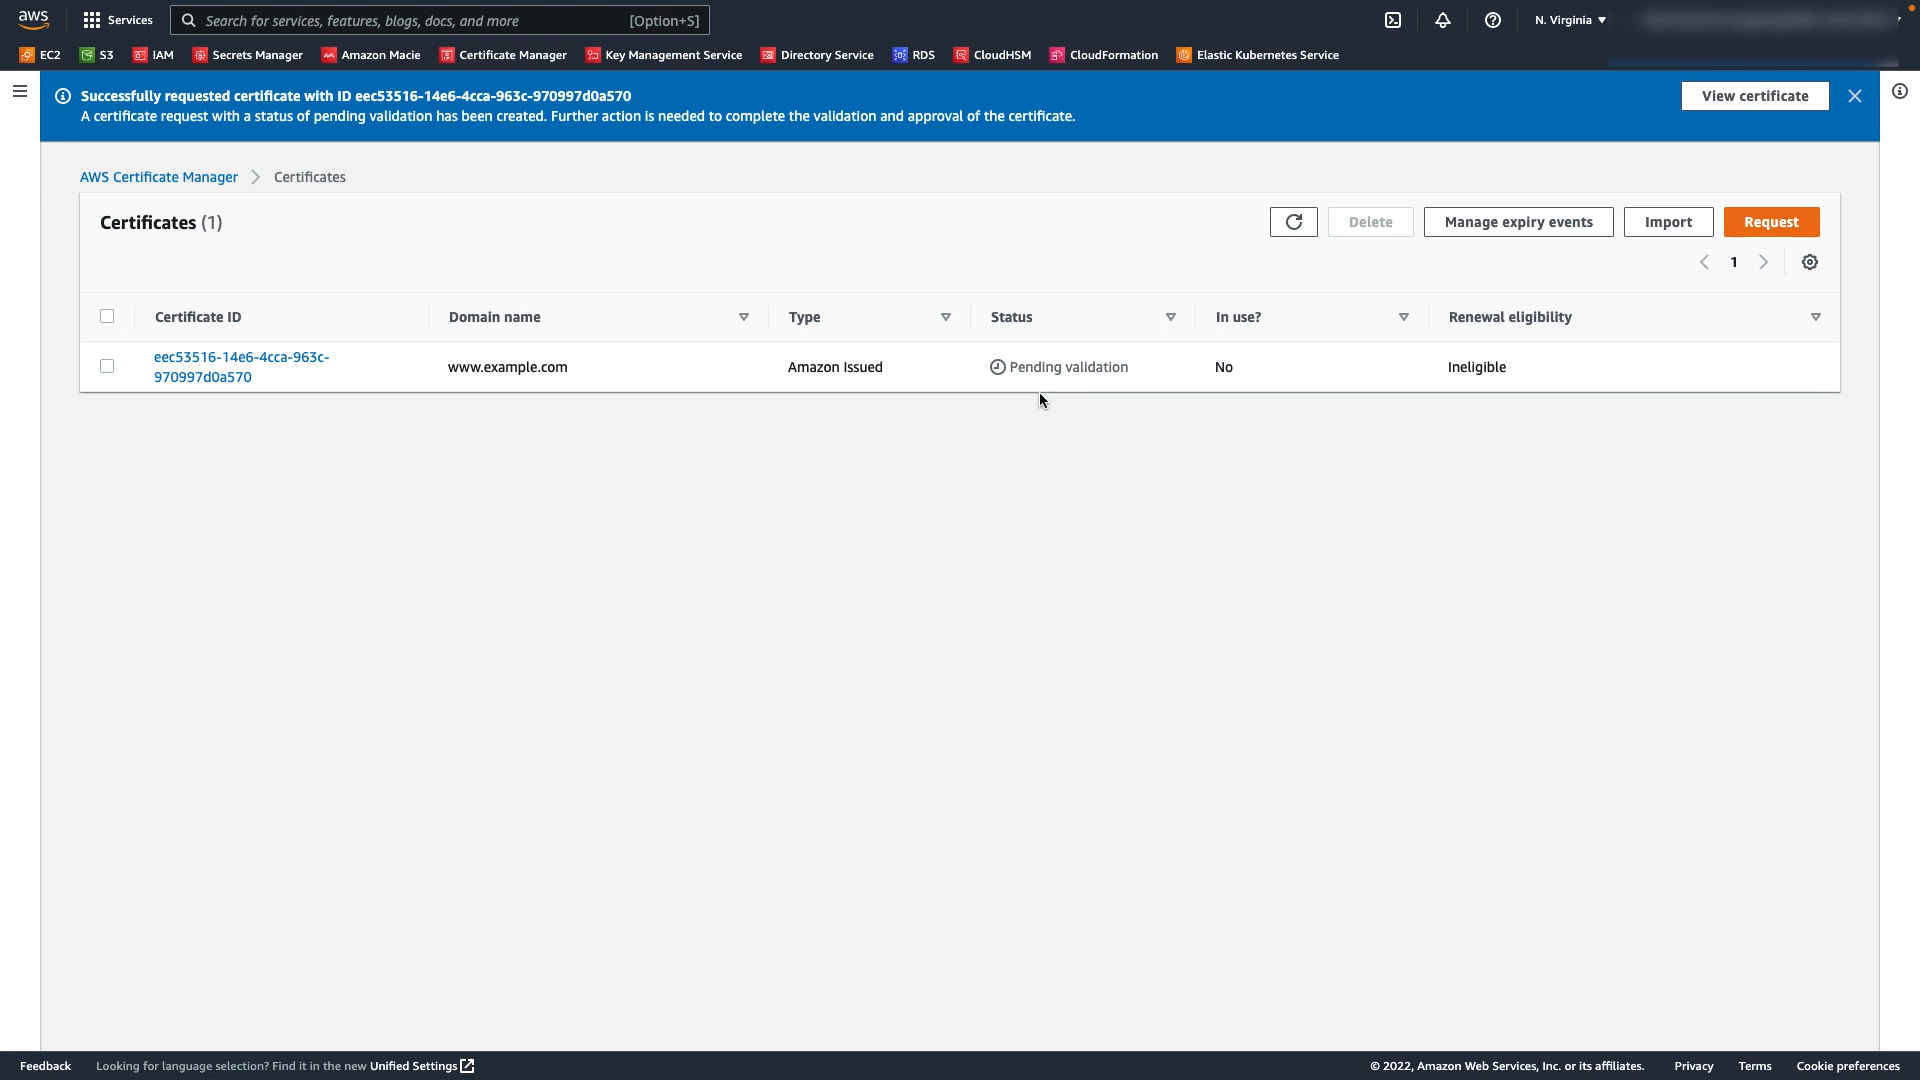 aws
Services
Search for services, features, blogs, docs, and more [Option+S]
N. Virginia
EC2 S3 IAM Secrets Manager Amazon Macie Certificate Manager Key Management Service Directory Service RDS CloudHSM CloudFormation Elastic Kubernetes Service
Successfully requested certificate with ID eec53516-14e6-4cca-963c-970997d0a570
A certificate request with a status of pending validation has been created. Further action is needed to complete the validation and approval of the certificate.
View certificate
AWS Certificate Manager Certificates
Certificates (1)
Delete Manage expiry events Import Request
1
Certificate ID Domain name Type Status In use? Renewal eligibility
eec53516-14e6-4cca-963c-
970997d0a570
www.example.com Amazon Issued Pending validation No Ineligible
Feedback Looking for language selection? Find it in the new Unified Settings © 2022, Amazon Web Services, Inc. or its affiliates. Privacy Terms Cookie preferences